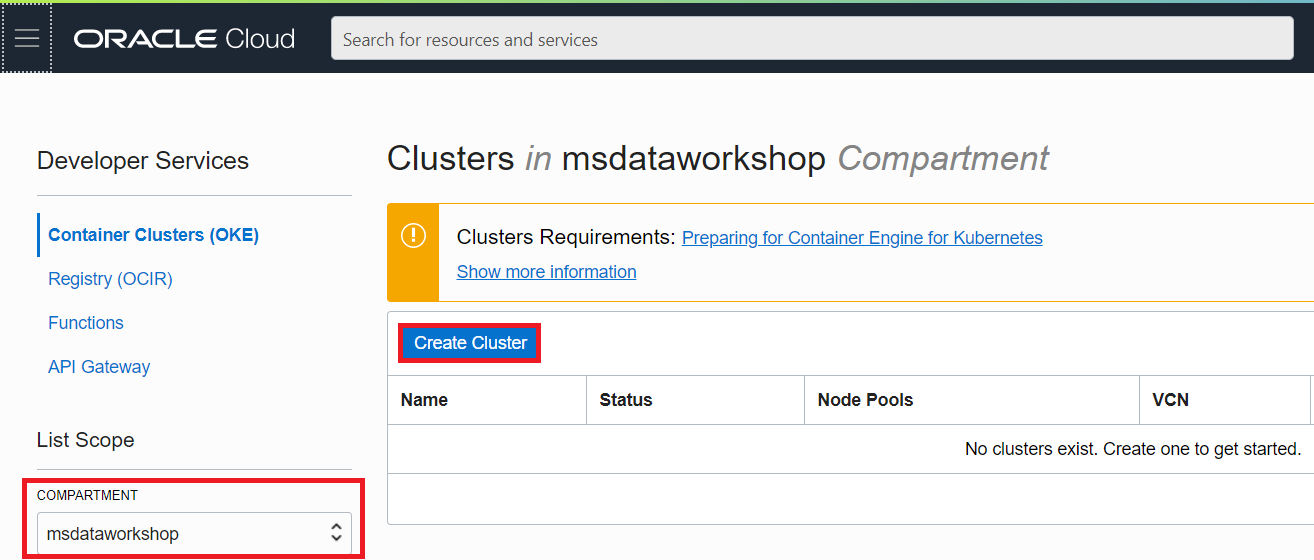 ORACLE Cloud
Search for resources and services
Developer Services
Container Clusters (OKE)
Registry (OCIR)
Functions
API Gateway
List Scope
COMPARTMENT
msdataworkshop
Clusters in msdataworkshop Compartment
Clusters Requirements: Preparing for Container Engine for Kubernetes
Show more information
Create Cluster
Name Status Node Pools VCN
No clusters exist. Create one to get started.